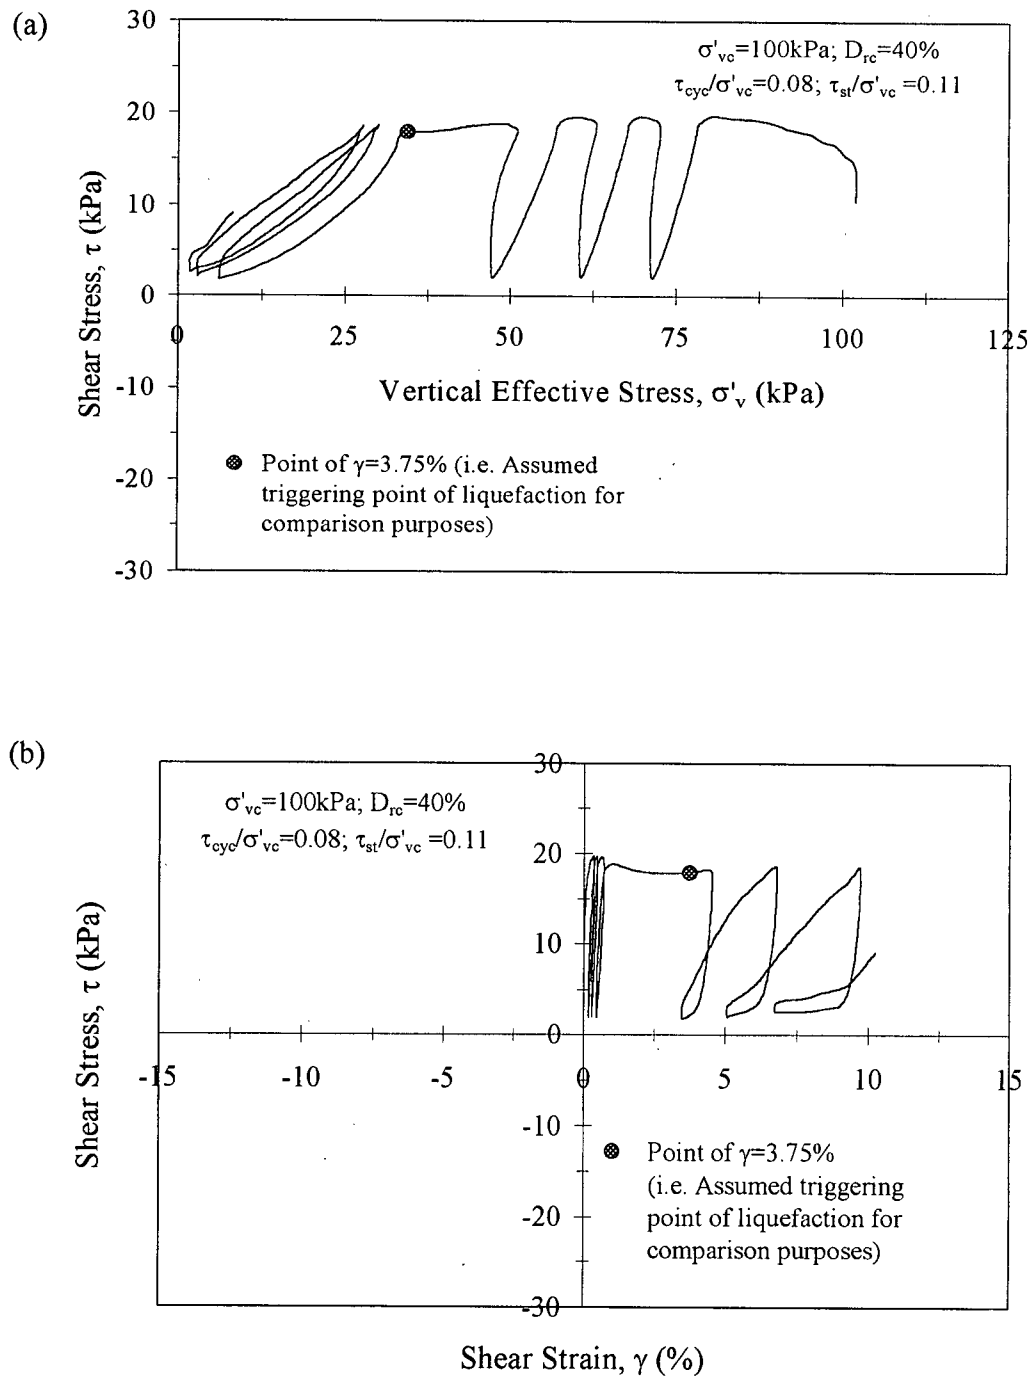 (a)
30
20
10
0
-10
-20
-30
Shear Stress, τ (kPa)
σ'vc=100kPa; Drc=40%
τcyc/σ'vc=0.08; τst/σ'vc =0.11
0 25 50 75 100 125
Vertical Effective Stress, σ'v (kPa)
Point of γ=3.75% (i.e. Assumed
triggering point of liquefaction for
comparison purposes)
(b)
σ'vc=100kPa; Drc=40%
τcyc/σ'vc=0.08; τst/σ'vc =0.11
30
20
10
0
-10
-20
-30
Shear Stress, τ (kPa)
-15 -10 -5 0 5 10 15
Point of γ=3.75%
(i.e. Assumed triggering
point of liquefaction for
comparison purposes)
Shear Strain, γ (%)